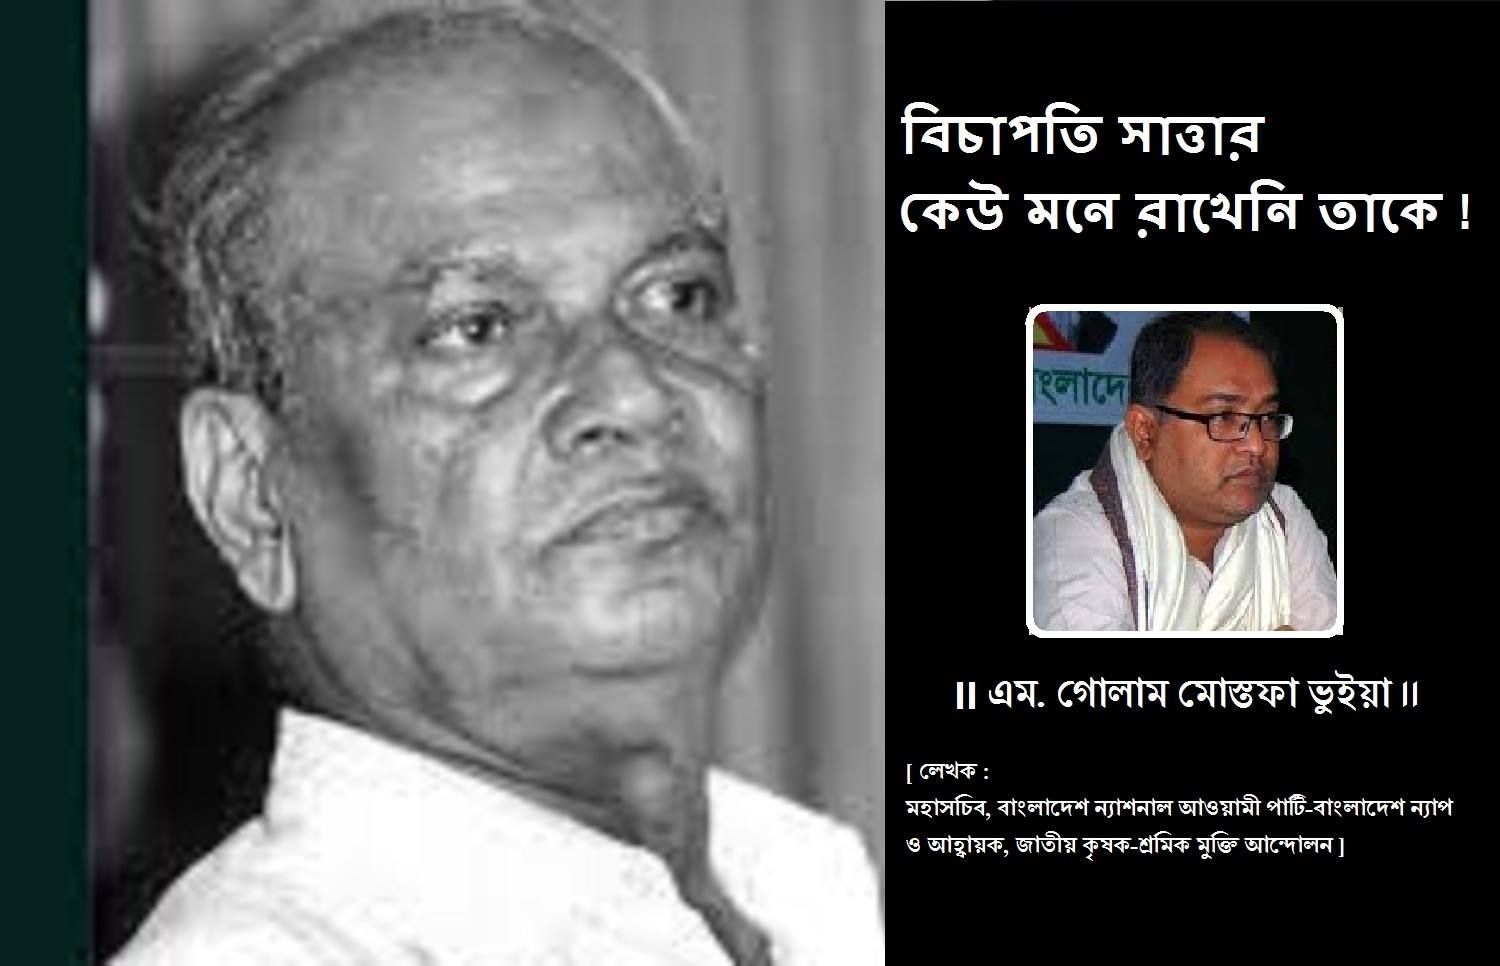 বিচাপতি সাত্তার
কেউ মনে রাখেনি তাকে !
ংলাদে
॥ এম. গোলাম মোস্তফা ভুইয়া ॥
[ লেখক :
মহাসচিব, বাংলাদেশ ন্যাশনাল আওয়ামী পার্টি-বাংলাদেশ ন্যাপ
ও আহ্বায়ক, জাতীয় কৃষক-শ্রমিক মুক্তি আন্দোলন ]